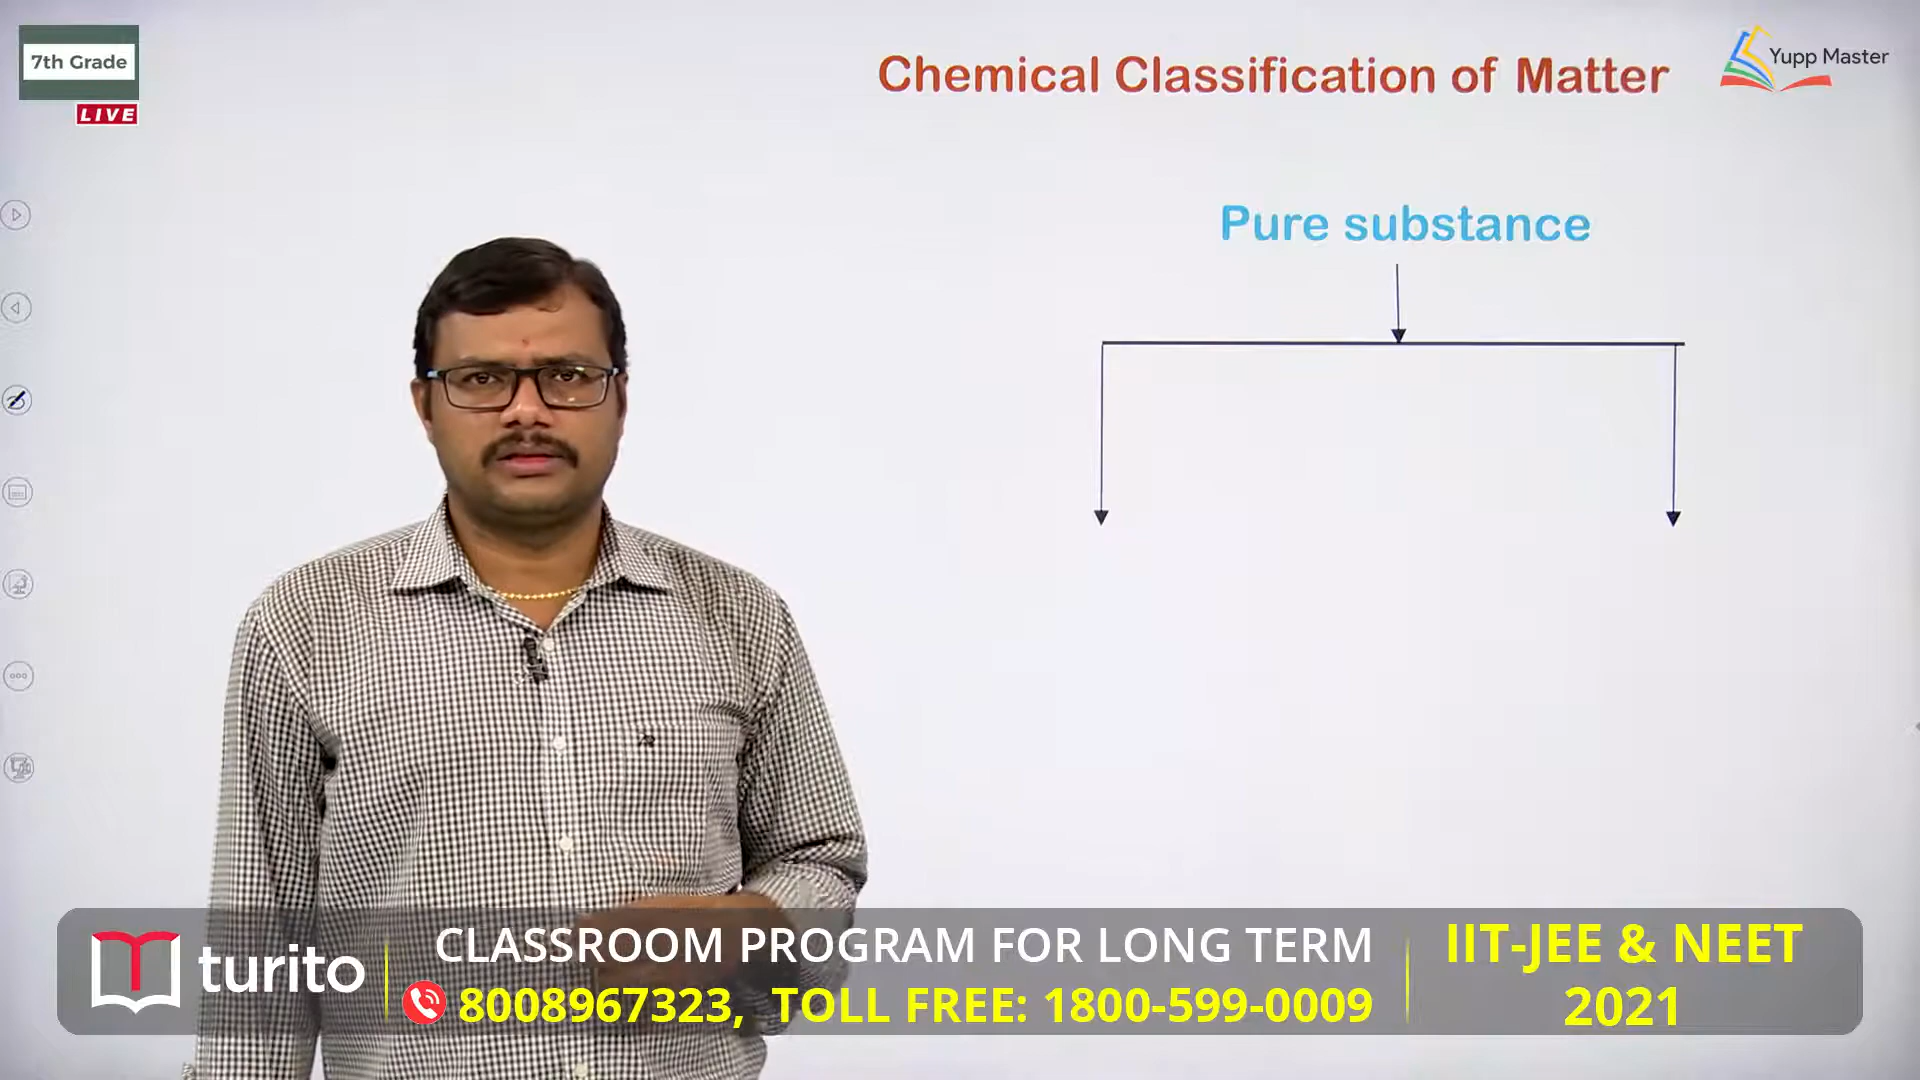 7th Grade
LIVE
Chemical Classification of Matter
Yupp Master
Pure substance
turito
CLASSROOM PROGRAM FOR LONG TERM
8008967323, TOLL FREE: 1800-599-0009
IIT-JEE & NEET
2021